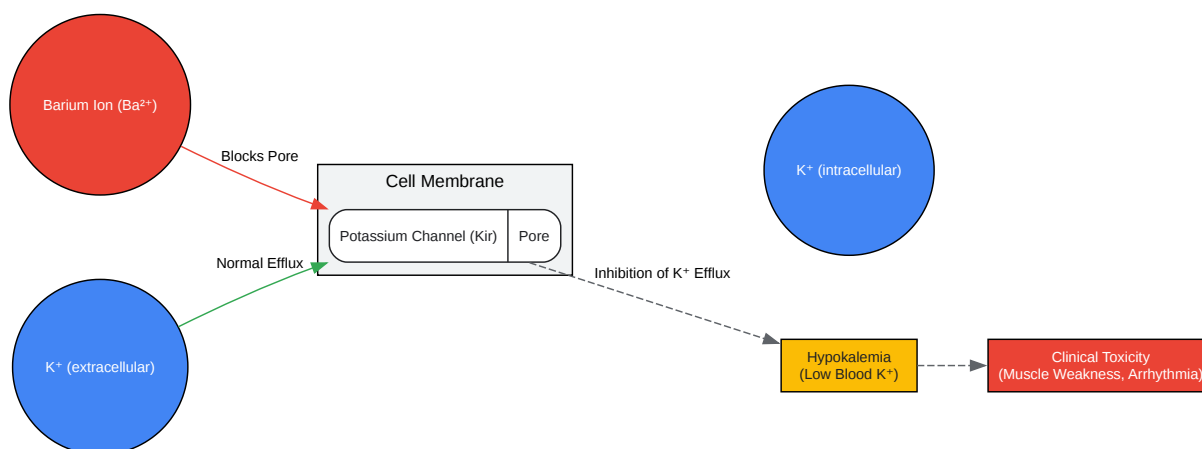 Barium Ion (Ba²⁺)
Blocks Pore
Cell Membrane
Potassium Channel (Kir)
Pore
K⁺ (intracellular)
Normal Efflux
Inhibition of K⁺ Efflux
K⁺ (extracellular)
Hypokalemia
(Low Blood K⁺)
Clinical Toxicity
(Muscle Weakness, Arrhythmia)